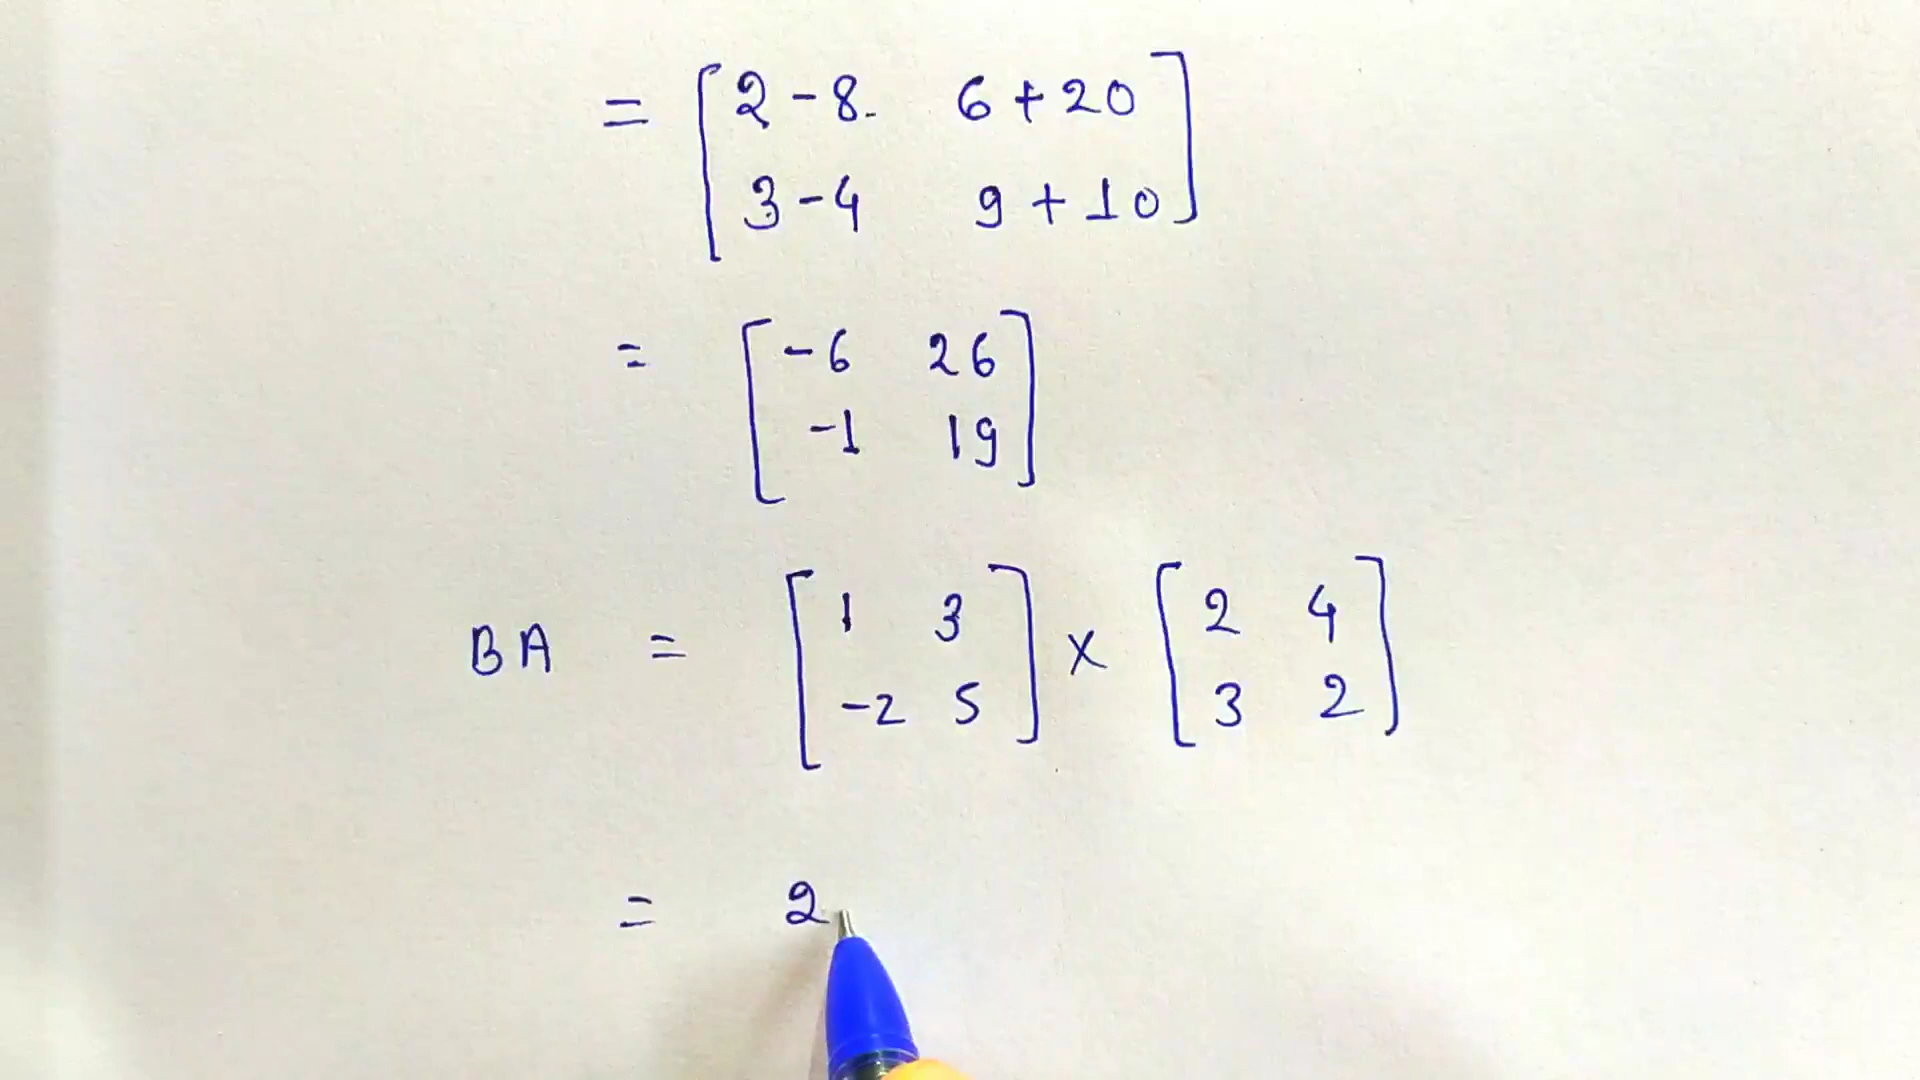 = [ 2 - 8 6 + 20 ]
3 - 4 9 + 10
= [ -6 26 ]
-1 19
BA = [ 1 3 ] × [ 2 4 ]
-2 5 3 2
= 2